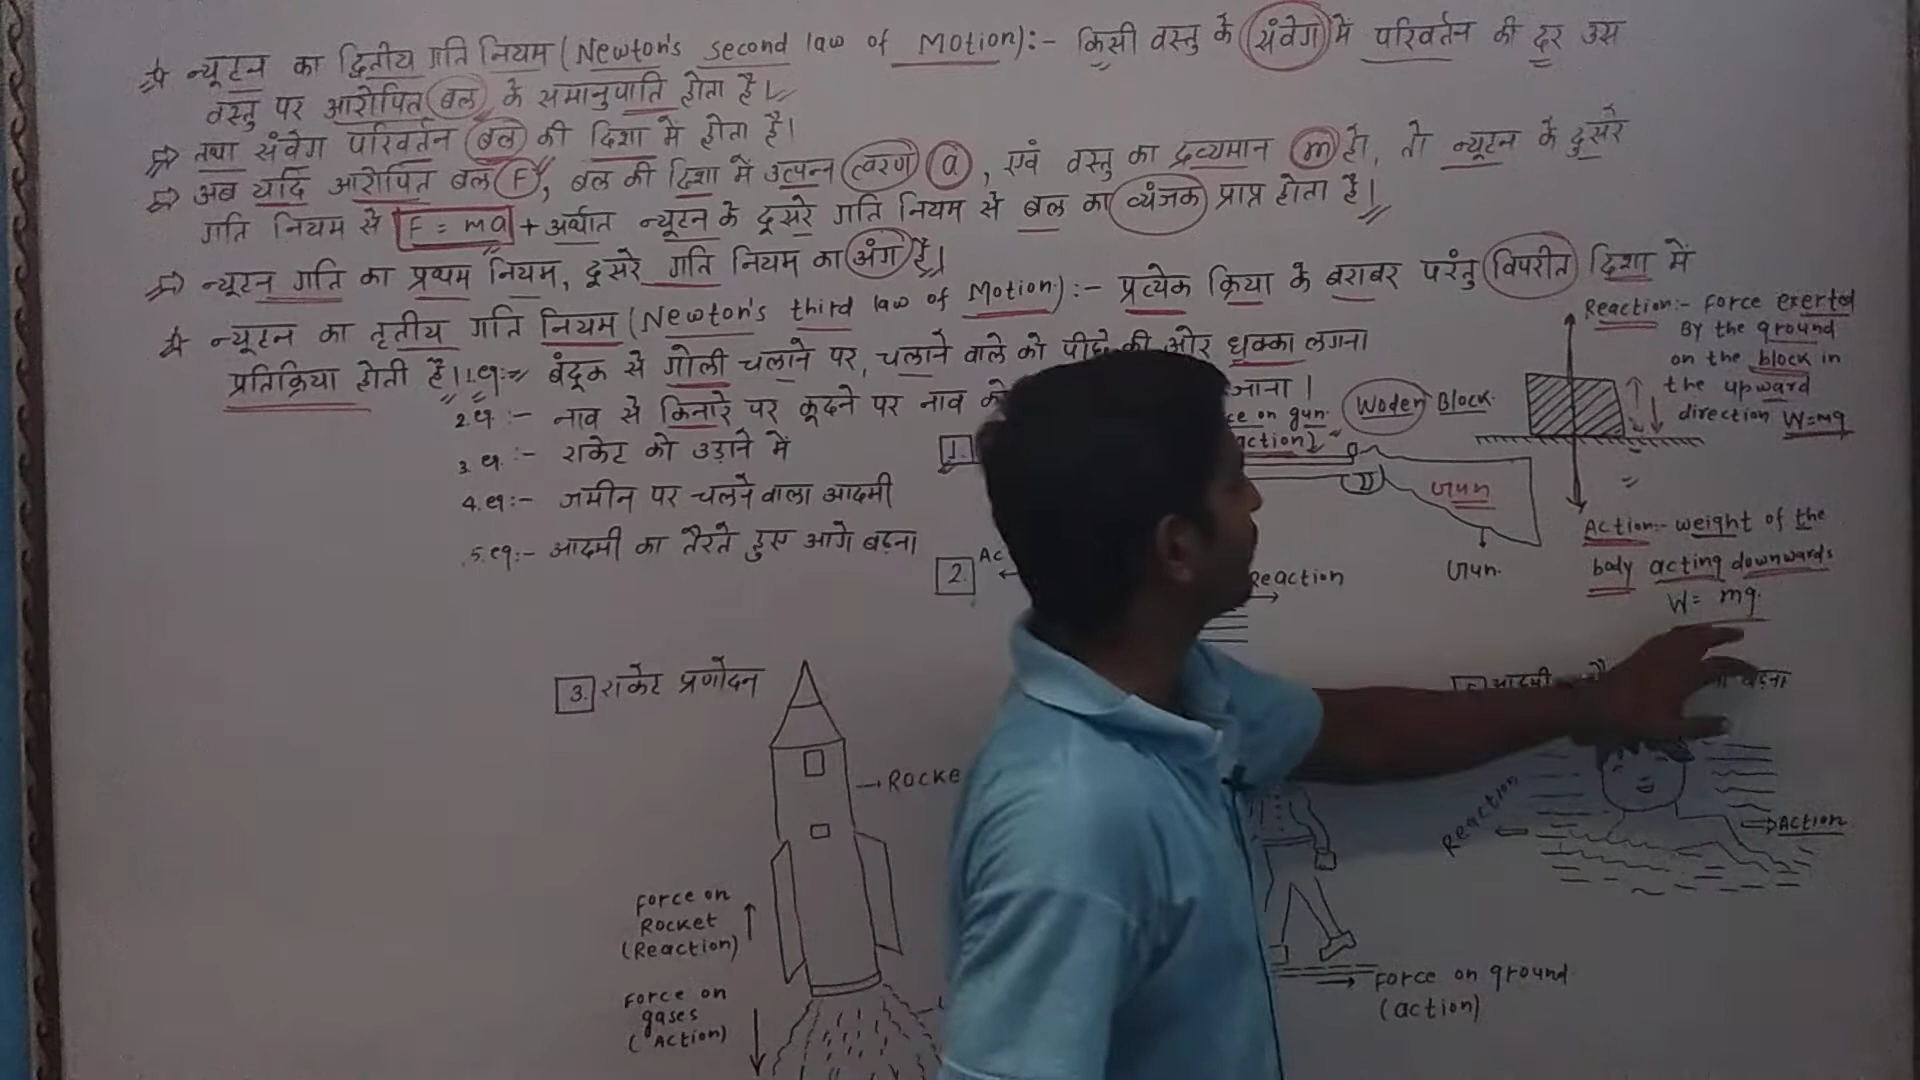 न्यूटन का द्वितीय गति नियम (Newton's second law of Motion):- किसी वस्तु के संवेग में परिवर्तन की दर उस
वस्तु पर आरोपित बल के समानुपाति होता है।
तथा संवेग परिवर्तन बल की दिशा में होता है।
अब यदि आरोपित बल F, बल की दिशा में उत्पन्न त्वरण a, एवं वस्तु का द्रव्यमान m हो, तो न्यूटन के दुसरे
गति नियम से F = ma + अर्थात न्यूटन के दूसरे गति नियम से बल का व्यंजक प्राप्त होता है।
न्यूटन गति का प्रथम नियम, दूसरे गति नियम का अंग है।
न्यूटन का तृतीय गति नियम (Newton's third law of Motion):- प्रत्येक क्रिया के बराबर परंतु विपरीत दिशा में
प्रतिक्रिया होती है। 1.eg:- बंदूक से गोली चलाने पर, चलाने वाले को पीछे की ओर धक्का लगना
2.eg:- नाव से किनारे पर कूदने पर नाव को जाना।
3.eg:- राकेट को उड़ाने में
4.eg:- जमीन पर चलने वाला आदमी
5.eg:- आदमी का तैरते हुए आगे बढ़ना
Reaction:- Force exerted
By the ground
on the block in
the upward
direction W=mg
Woden Block.
1.
on gun.
Gun
Gun.
Action:- weight of the
body acting downwards
W = mg.
2.
Reaction
3. राकेट प्रणोदन
Force on
Rocket
(Reaction)
Force on
gases
(Action)
आदमी
बढ़ना
Reaction
Action
Force on ground
(action)